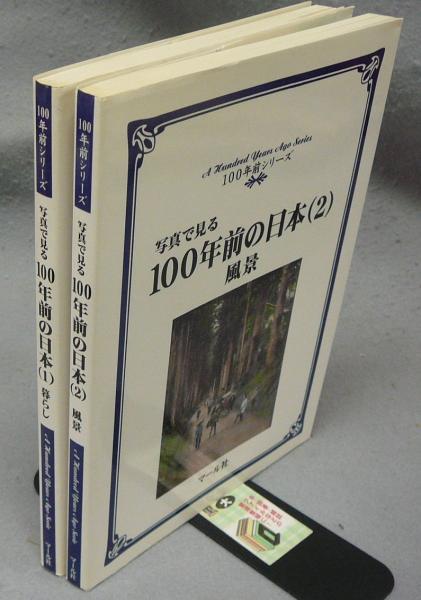 100年前シリーズ
写真で見る 100年前の日本(1) 暮らし
A Hundred Years Ago Series
マール社
100年前シリーズ
写真で見る 100年前の日本(2) 風景
A Hundred Years Ago Series
マール社
A Hundred Years Ago Series
100年前シリーズ
写真で見る
100年前の日本(2)
風景
マール社